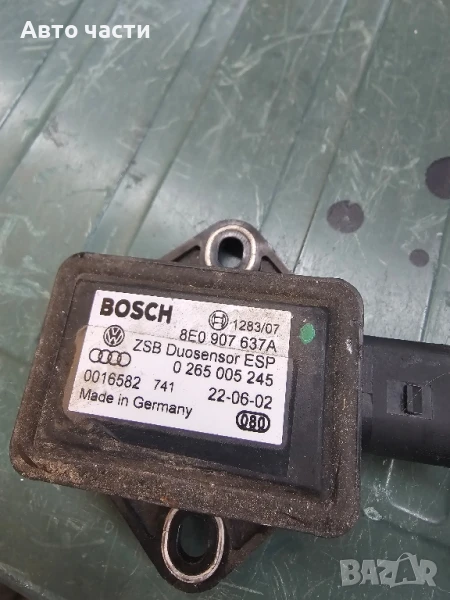 Авто части
BOSCH 1283/07
8E0 907 637A
ZSB Duosensor ESP
0 265 005 245
0016582 741 22-06-02
Made in Germany 080
BAZAR